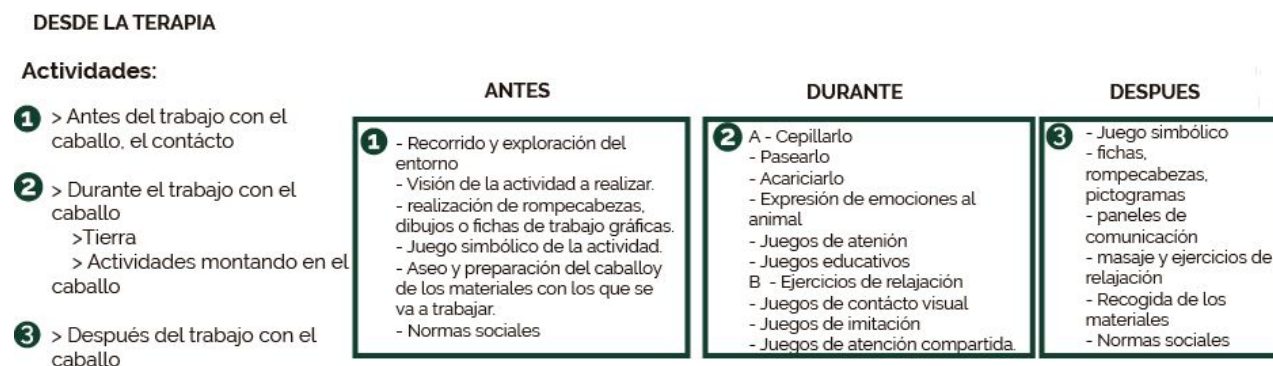 DESDE LA TERAPIA
Actividades:
1 > Antes del trabajo con el
caballo, el contácto
2 > Durante el trabajo con el
caballo
>Tierra
> Actividades montando en el
caballo
3 > Después del trabajo con el
caballo
ANTES
1 - Recorrido y exploración del
entorno
- Visión de la actividad a realizar.
- realización de rompecabezas,
dibujos o fichas de trabajo gráficas.
- Juego simbólico de la actividad.
- Aseo y preparación del caballoy
de los materiales con los que se
va a trabajar.
- Normas sociales
DURANTE
2 A - Cepillarlo
- Pasearlo
- Acariciarlo
- Expresión de emociones al
animal
- Juegos de atenión
- Juegos educativos
B - Ejercicios de relajación
- Juegos de contácto visual
- Juegos de imitación
- Juegos de atención compartida.
DESPUES
3 - Juego simbólico
- fichas,
rompecabezas,
pictogramas
- paneles de
comunicación
- masaje y ejercicios de
relajación
- Recogida de los
materiales
- Normas sociales